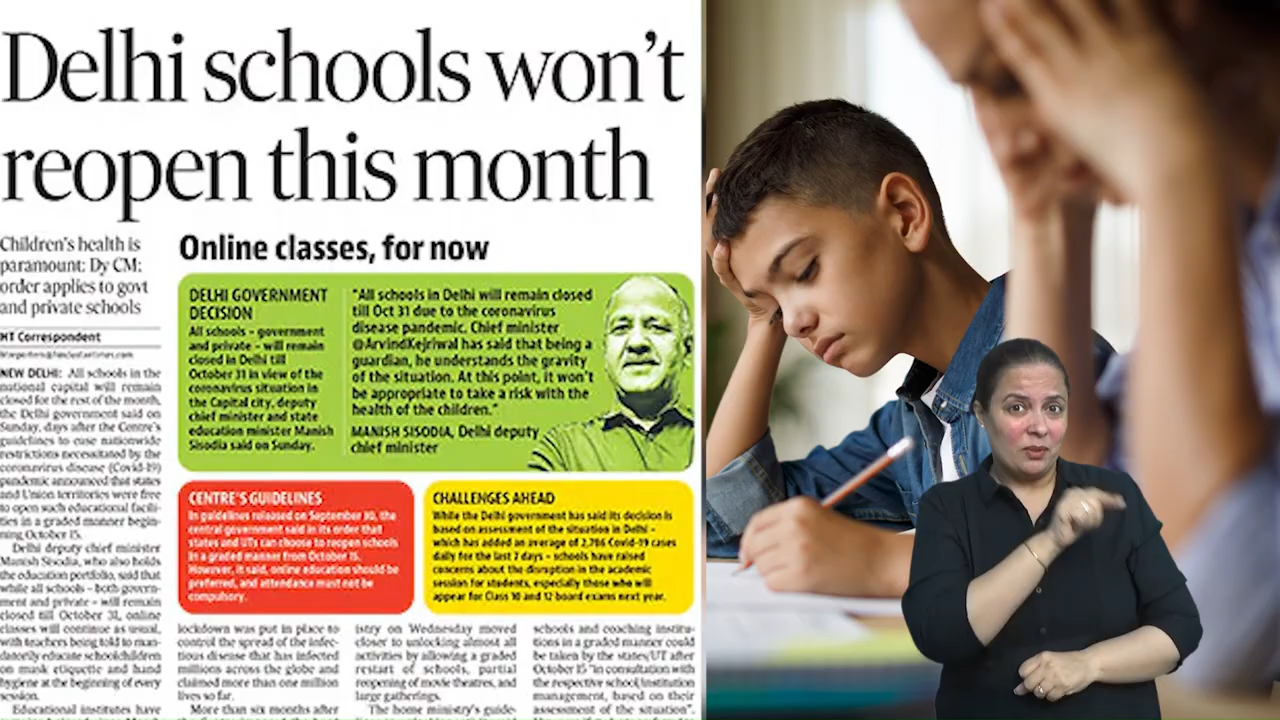 Delhi schools won't
reopen this month
Children's health is
paramount: Dy CM:
order applies to govt
and private schools
HT Correspondent
htreporters@hindustantimes.com
NEW DELHI: All schools in the
national capital will remain
closed for the rest of the month,
the Delhi government said on
Sunday, days after the Centre's
guidelines to ease nationwide
restrictions necessitated by the
coronavirus disease (Covid-19)
pandemic announced that states
and Union territories were free
to open such educational facili-
ties in a graded manner begin-
ning October 15.
Delhi deputy chief minister
Manish Sisodia, who also holds
the education portfolio, said that
while all schools - both govern-
ment and private - will remain
closed till October 31, online
classes will continue as usual,
with teachers being told to man-
datorily educate schoolchildren
on mask etiquette and hand
hygiene at the beginning of every
session.
Educational institutes have
Online classes, for now
DELHI GOVERNMENT
DECISION
All schools – government
and private – will remain
closed in Delhi till
October 31 in view of the
coronavirus situation in
the Capital city, deputy
chief minister and state
education minister Manish
Sisodia said on Sunday.
"All schools in Delhi will remain closed
till Oct 31 due to the coronavirus
disease pandemic. Chief minister
@ArvindKejriwal has said that being a
guardian, he understands the gravity
of the situation. At this point, it won't
be appropriate to take a risk with the
health of the children."
MANISH SISODIA, Delhi deputy
chief minister
CENTRE'S GUIDELINES
In guidelines released on September 30, the
central government said in its order that
states and UTs can choose to reopen schools
in a graded manner from October 15.
However, it said, online education should be
preferred, and attendance must not be
compulsory.
CHALLENGES AHEAD
While the Delhi government has said its decision is
based on assessment of the situation in Delhi –
which has added an average of 2,786 Covid-19 cases
daily for the last 7 days – schools have raised
concerns about the disruption in the academic
session for students, especially those who will
appear for Class 10 and 12 board exams next year.
lockdown was put in place to
control the spread of the infec-
tious disease that has infected
millions across the globe and
claimed more than one million
lives so far.
More than six months after
istry on Wednesday moved
closer to unlocking almost all
activities by allowing a graded
restart of schools, partial
reopening of movie theatres, and
large gatherings.
The home ministry's guide-
schools and coaching institu-
tions in a graded manner could
be taken by the states/UT after
October 15 "in consultation with
the respective school/institution
management, based on their
assessment of the situation".